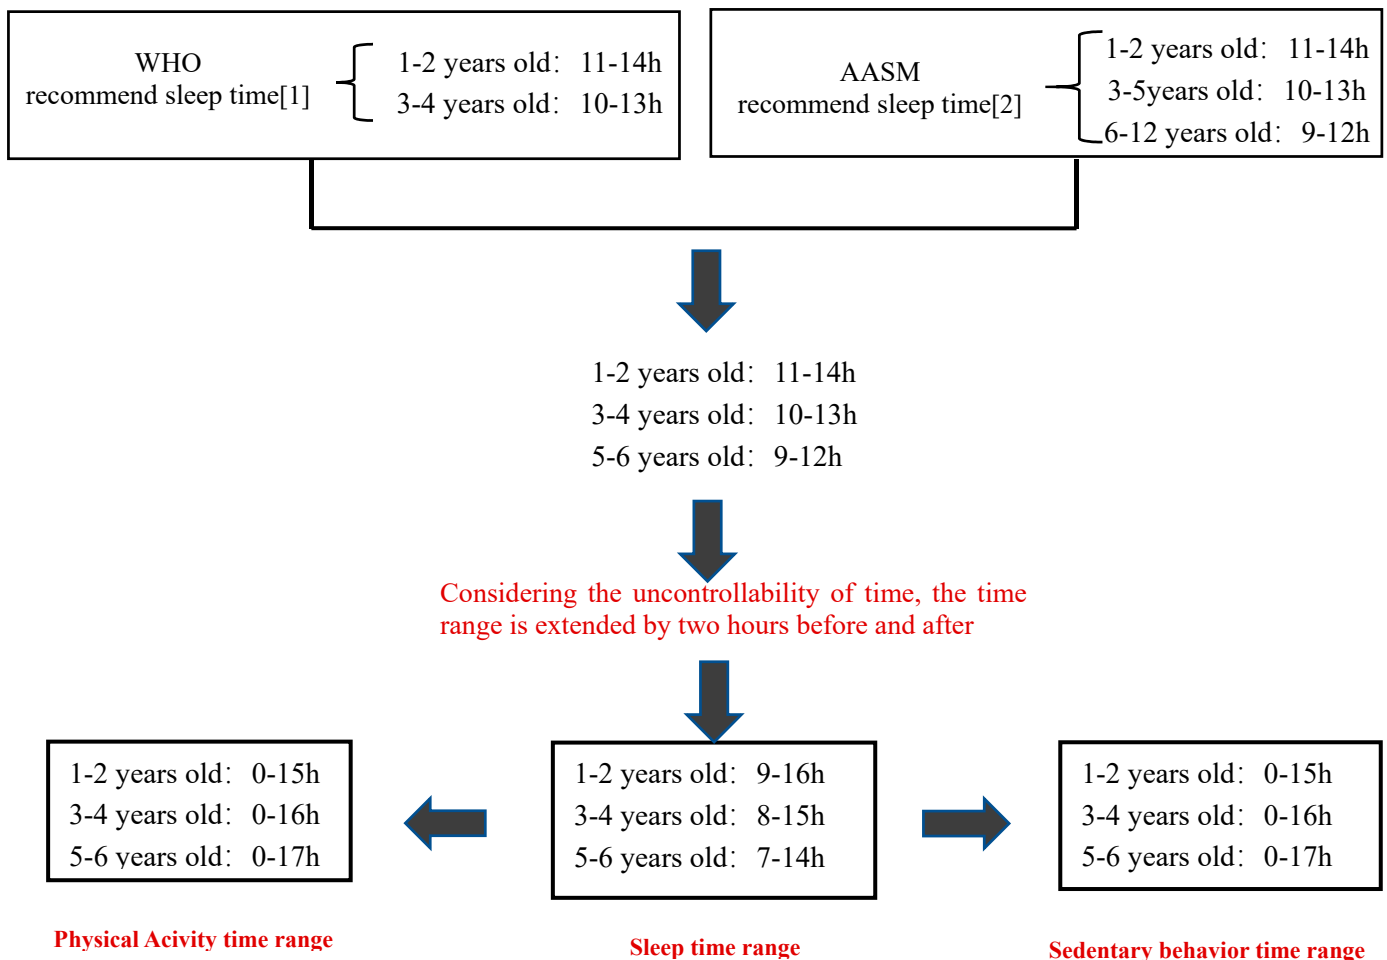 WHO
recommend sleep time[1]
1-2 years old: 11-14h
3-4 years old: 10-13h
AASM
recommend sleep time[2]
1-2 years old: 11-14h
3-5years old: 10-13h
6-12 years old: 9-12h
1-2 years old: 11-14h
3-4 years old: 10-13h
5-6 years old: 9-12h
Considering the uncontrollability of time, the time
range is extended by two hours before and after
1-2 years old: 0-15h
3-4 years old: 0-16h
5-6 years old: 0-17h
Physical Acivity time range
1-2 years old: 9-16h
3-4 years old: 8-15h
5-6 years old: 7-14h
Sleep time range
1-2 years old: 0-15h
3-4 years old: 0-16h
5-6 years old: 0-17h
Sedentary behavior time range